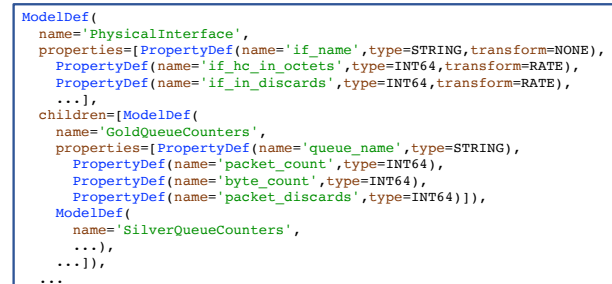 ModelDef(
  name='PhysicalInterface',
  properties=[PropertyDef(name='if_name',type=STRING,transform=NONE),
    PropertyDef(name='if_hc_in_octets',type=INT64,transform=RATE),
    PropertyDef(name='if_in_discards',type=INT64,transform=RATE),
    ...],
  children=[ModelDef(
    name='GoldQueueCounters',
    properties=[PropertyDef(name='queue_name',type=STRING),
      PropertyDef(name='packet_count',type=INT64),
      PropertyDef(name='byte_count',type=INT64),
      PropertyDef(name='packet_discards',type=INT64)]),
    ModelDef(
      name='SilverQueueCounters',
      ...),
    ...]),
  ...